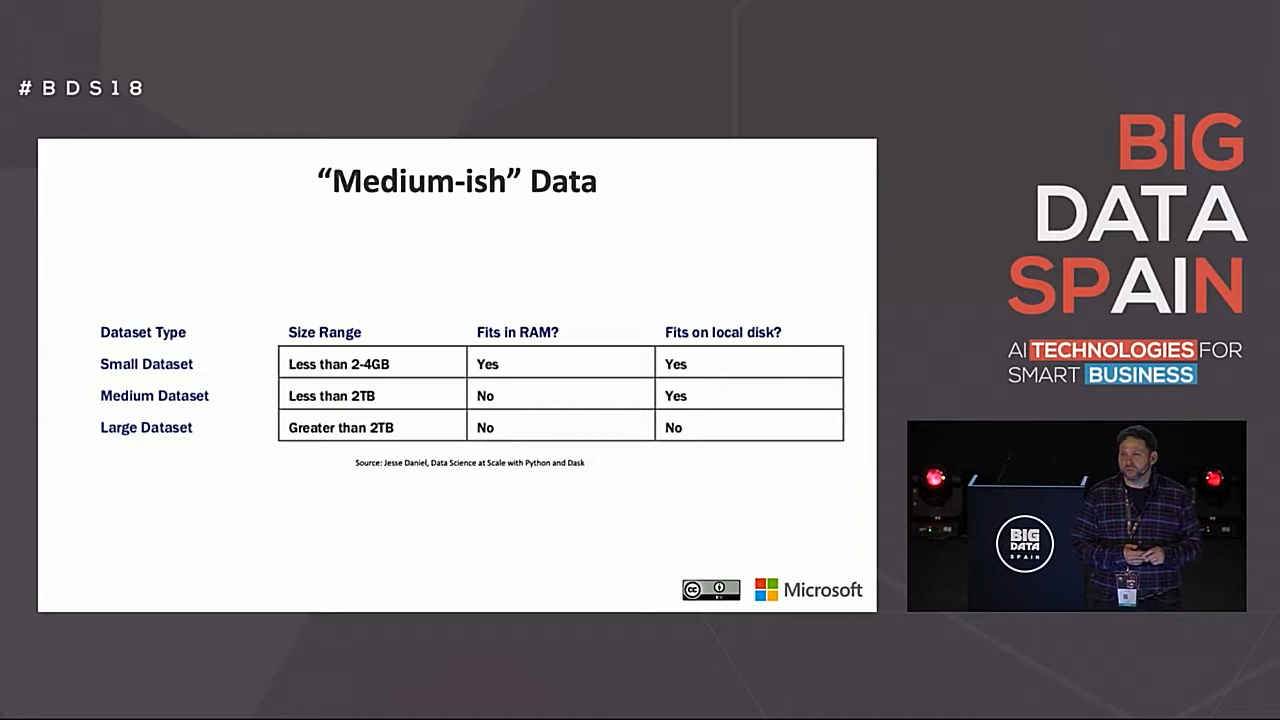 #BDS18
“Medium-ish” Data
Dataset Type Size Range Fits in RAM? Fits on local disk?
Small Dataset Less than 2-4GB Yes Yes
Medium Dataset Less than 2TB No Yes
Large Dataset Greater than 2TB No No
Source: Jesse Daniel, Data Science at Scale with Python and Dask
cc BY Microsoft
BIG
DATA
SPAIN
AI TECHNOLOGIES FOR
SMART BUSINESS
BIG
DATA
SPAIN